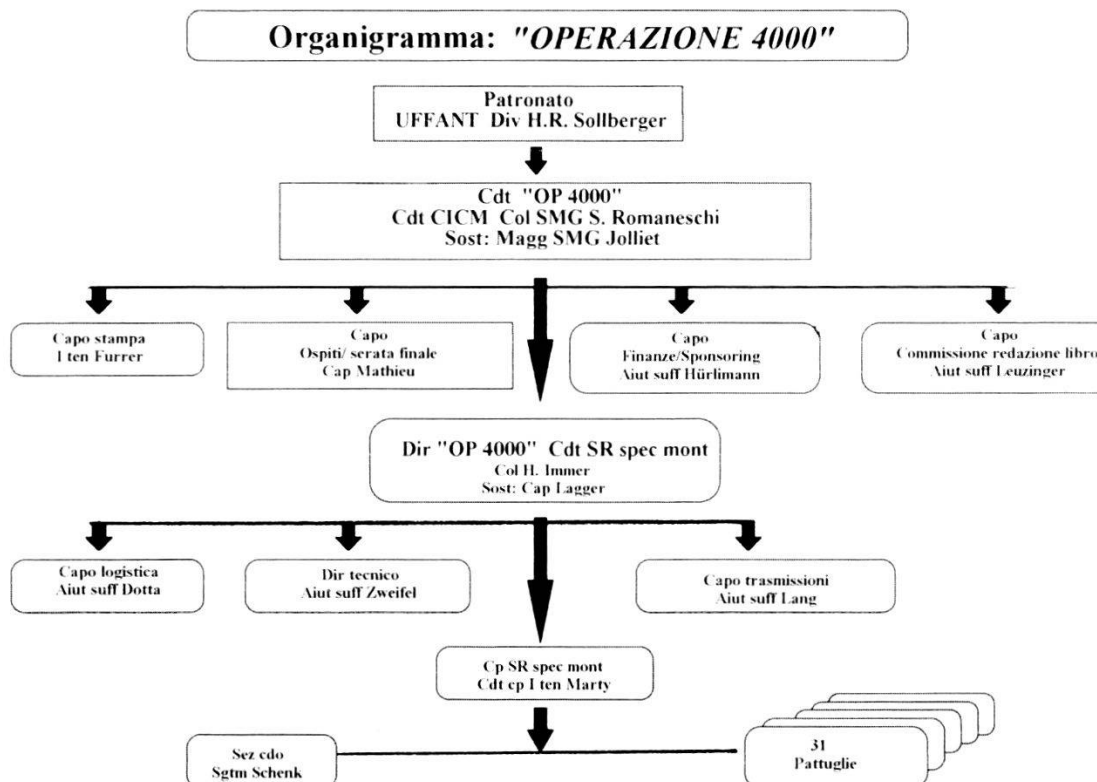 Organigramma: "OPERAZIONE 4000"
Patronato
UFFANT Div H.R. Sollberger
Cdt "OP 4000"
Cdt CICM Col SMG S. Romaneschi
Sost: Magg SMG Jolliet
Capo stampa
I ten Furrer
Capo
Ospiti/ serata finale
Cap Mathieu
Capo
Finanze/Sponsoring
Aiut suff Hürlimann
Capo
Commissione redazione libro
Aiut suff Leuzinger
Dir "OP 4000" Cdt SR spec mont
Col H. Immer
Sost: Cap Lagger
Capo logistica
Aiut suff Dotta
Dir tecnico
Aiut suff Zweifel
Capo trasmissioni
Aiut suff Lang
Cp SR spec mont
Cdt cp I ten Marty
Sez cdo
Sgtm Schenk
31
Pattuglie